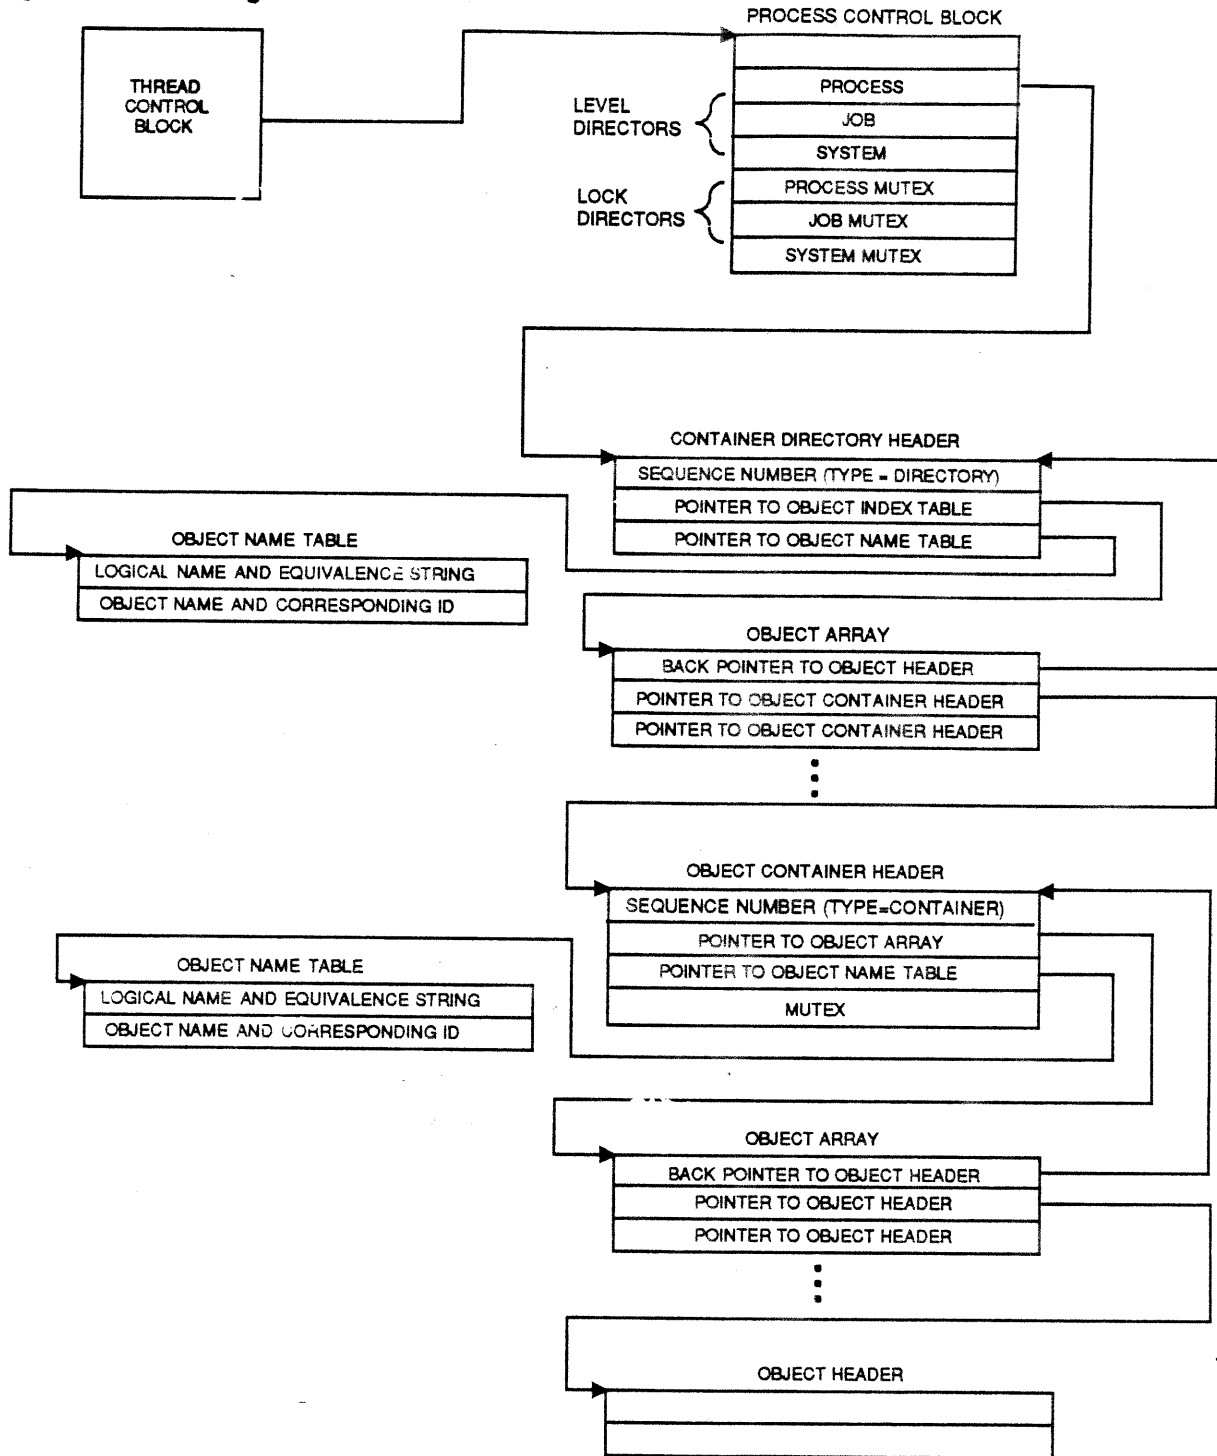 PROCESS CONTROL BLOCK
THREAD
CONTROL
BLOCK
PROCESS
LEVEL
DIRECTORS
JOB
SYSTEM
LOCK
DIRECTORS
PROCESS MUTEX
JOB MUTEX
SYSTEM MUTEX
CONTAINER DIRECTORY HEADER
SEQUENCE NUMBER (TYPE = DIRECTORY)
POINTER TO OBJECT INDEX TABLE
POINTER TO OBJECT NAME TABLE
OBJECT NAME TABLE
LOGICAL NAME AND EQUIVALENCE STRING
OBJECT NAME AND CORRESPONDING ID
OBJECT ARRAY
BACK POINTER TO OBJECT HEADER
POINTER TO OBJECT CONTAINER HEADER
POINTER TO OBJECT CONTAINER HEADER
OBJECT CONTAINER HEADER
SEQUENCE NUMBER (TYPE=CONTAINER)
POINTER TO OBJECT ARRAY
POINTER TO OBJECT NAME TABLE
MUTEX
OBJECT NAME TABLE
LOGICAL NAME AND EQUIVALENCE STRING
OBJECT NAME AND CORRESPONDING ID
OBJECT ARRAY
BACK POINTER TO OBJECT HEADER
POINTER TO OBJECT HEADER
POINTER TO OBJECT HEADER
OBJECT HEADER